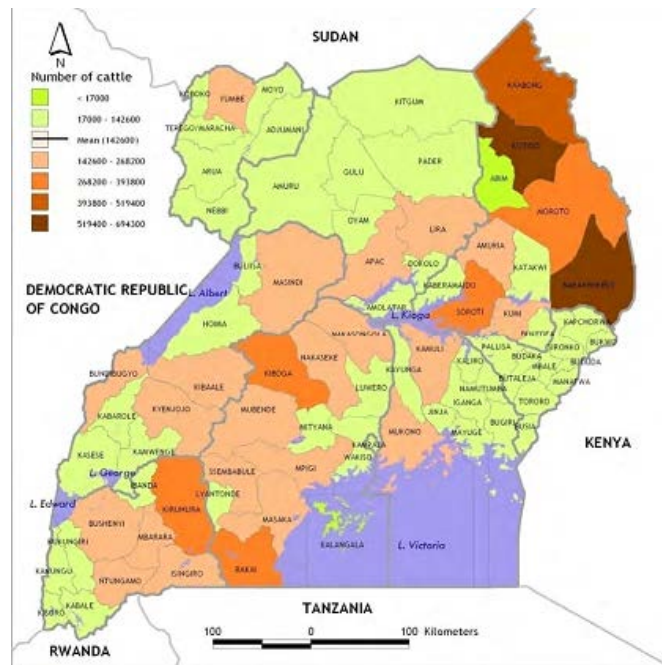 SUDAN
N
Number of cattle
< 17000
17000 - 142600
Mean (142600)
142600 - 268200
268200 - 393800
393800 - 519400
519400 - 694300
KAABONG
KOBOKO
YUMBE
MOYO
KITGUM
TEREGO/WARACHA
ADJUMANI
ABIM
ARUA
AMURU
GULU
PADER
NEBBI
OYAM
MOROTO
LIRA
AMURIA
DEMOCRATIC REPUBLIC
OF CONGO
L. Albert
BULIISA
MASINDI
APAC
DOKOLO
KATAKWI
KABERAMAIDO
AMOLATAR
L. Kioga
SOROTI
KUMI
HOIMA
KAPCHORWA
NAKASEKE
KAMULI
PALLISA
SIRONKO
BUNDIBUGYO
KIBOGA
KALIRO
BUDAKA
KIBAALE
KAYUNGA
MBALE
KABAROLE
KYENJOJO
LUWERO
NAMUTUMBA
BUTALEJA
MANAFWA
MUBENDE
IGANGA
TORORO
MITYANA
JINJA
KASESE
KAMWENGE
MUKONO
BUGIRI
KAMPALA
WAKISO
MAYUGE
BUSIA
KENYA
L. George
IBANDA
SSEMBABULE
MPIGI
L. Edward
KIRUHURA
LYANTONDE
BUSHENYI
MASAKA
MBARARA
RUKUNGIRI
KALANGALA
L. Victoria
KANUNGU
NTUNGAMO
ISINGIRO
RAKAI
KABALE
KISORO
TANZANIA
RWANDA
100 0 100 Kilometers